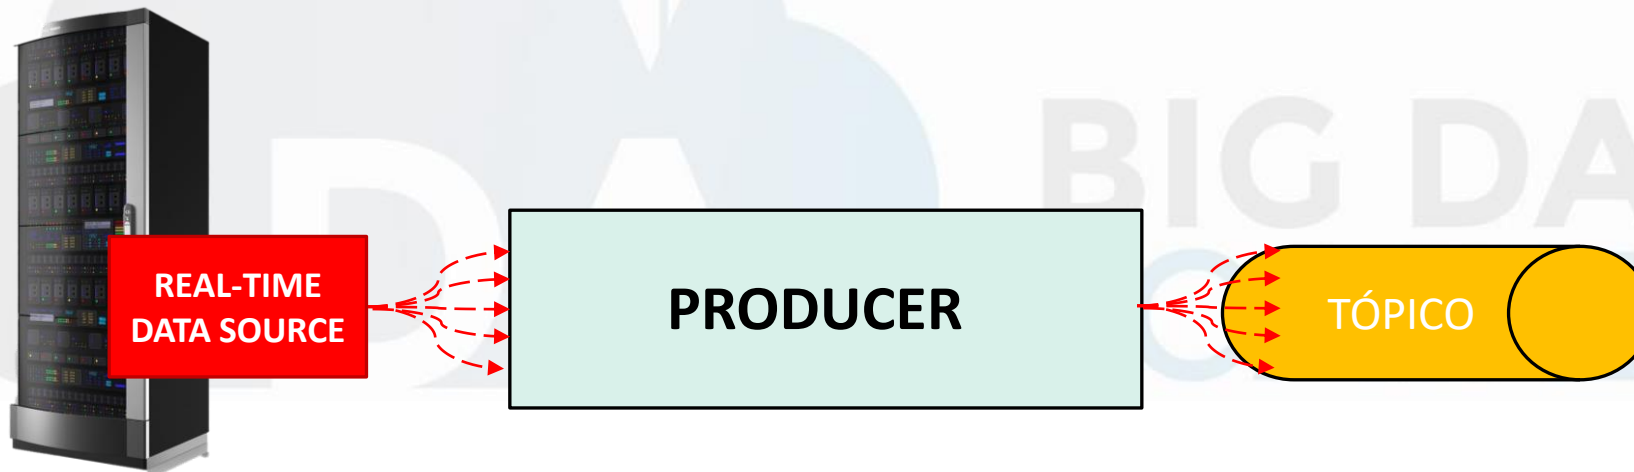 BIG DA
REAL-TIME
DATA SOURCE
PRODUCER
TÓPICO